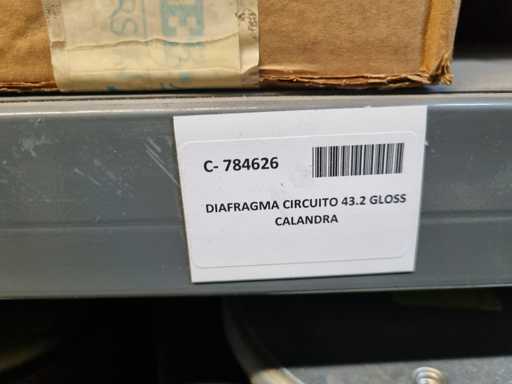 C- 784626
DIAFRAGMA CIRCUITO 43.2 GLOSS
CALANDRA